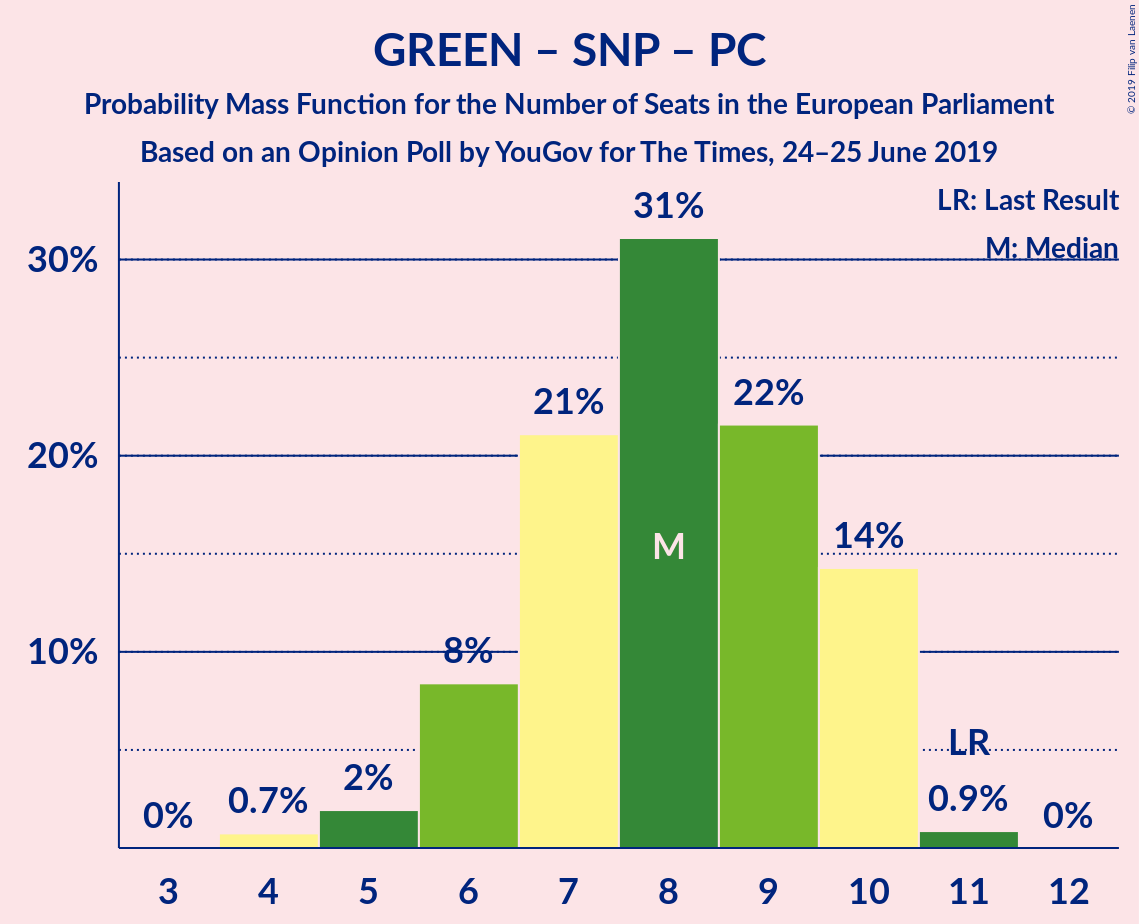 GREEN – SNP – PC
Probability Mass Function for the Number of Seats in the European Parliament
Based on an Opinion Poll by YouGov for The Times, 24–25 June 2019
© 2019 Filip van Laenen
LR: Last Result
M: Median
30%
20%
10%
0%
0.7%
2%
8%
21%
31%
M
22%
14%
LR
0.9%
0%
3 4 5 6 7 8 9 10 11 12